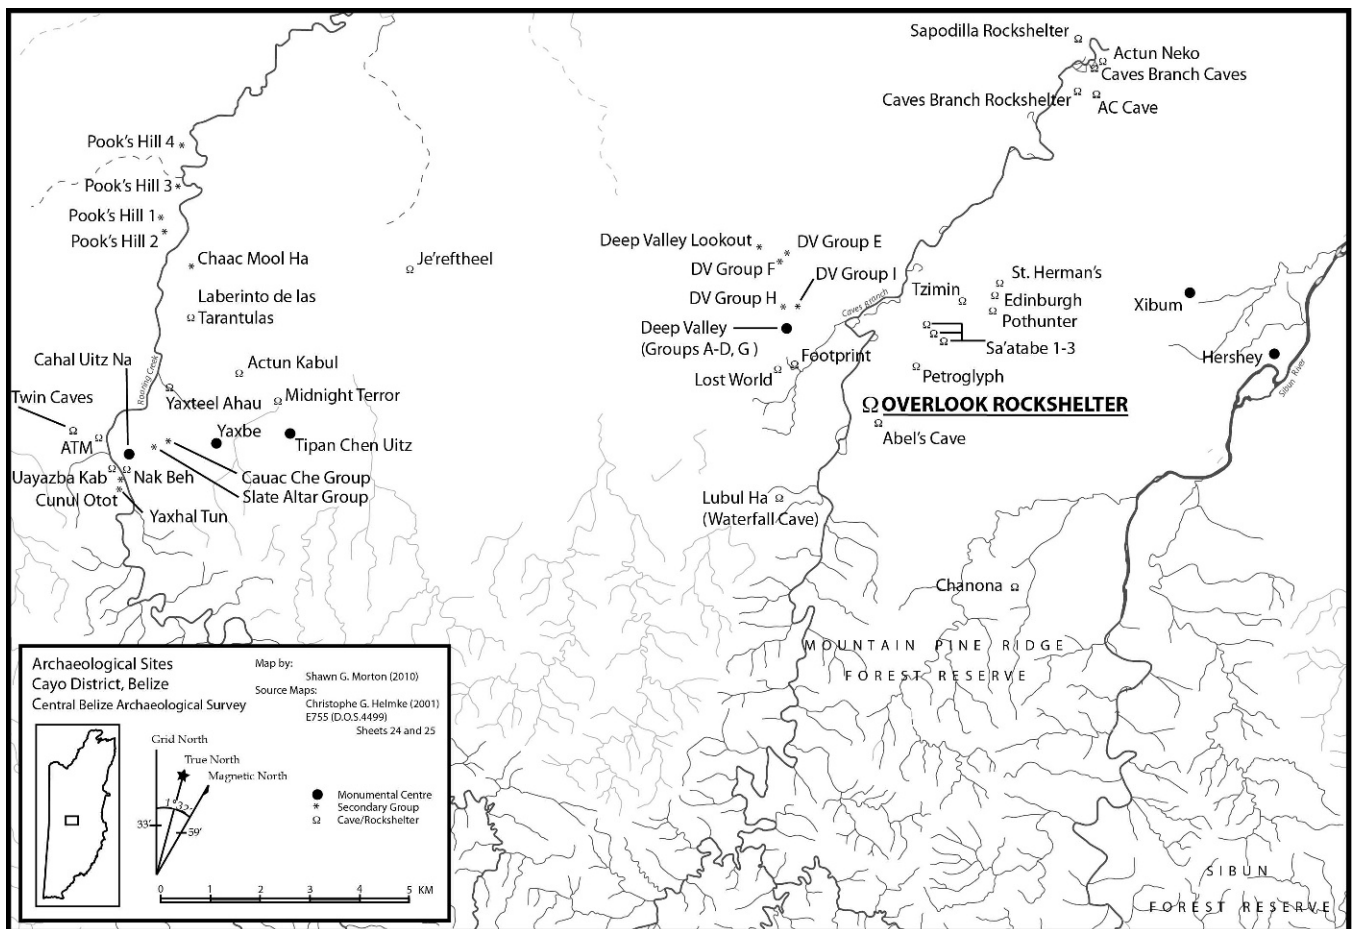 Sapodilla Rockshelter
Actun Neko
Caves Branch Caves
Caves Branch Rockshelter
AC Cave
Pook's Hill 4
Pook's Hill 3
Pook's Hill 1
Pook's Hill 2
Chaac Mool Ha
Je'reftheel
Laberinto de las
Tarantulas
Deep Valley Lookout
DV Group E
DV Group F
DV Group I
DV Group H
Deep Valley
(Groups A-D, G )
Caves Branch
Tzimin
St. Herman's
Edinburgh
Pothunter
Sa'atabe 1-3
Xibum
Hershey
Sibun River
Footprint
Lost World
Petroglyph
OVERLOOK ROCKSHELTER
Abel's Cave
Cahal Uitz Na
Roaring Creek
Actun Kabul
Twin Caves
Yaxteel Ahau
Midnight Terror
ATM
Yaxbe
Tipan Chen Uitz
Uayazba Kab
Nak Beh
Cauac Che Group
Cunul Otot
Slate Altar Group
Yaxhal Tun
Lubul Ha
(Waterfall Cave)
Chanona
MOUNTAIN PINE RIDGE
FOREST RESERVE
SIBUN
FOREST RESERVE
Archaeological Sites
Cayo District, Belize
Central Belize Archaeological Survey
Map by:
Shawn G. Morton (2010)
Source Maps:
Christophe G. Helmke (2001)
E755 (D.O.S.4499)
Sheets 24 and 25
Grid North
True North
Magnetic North
1° 32'
33'
59'
Monumental Centre
Secondary Group
Cave/Rockshelter
0 1 2 3 4 5 KM